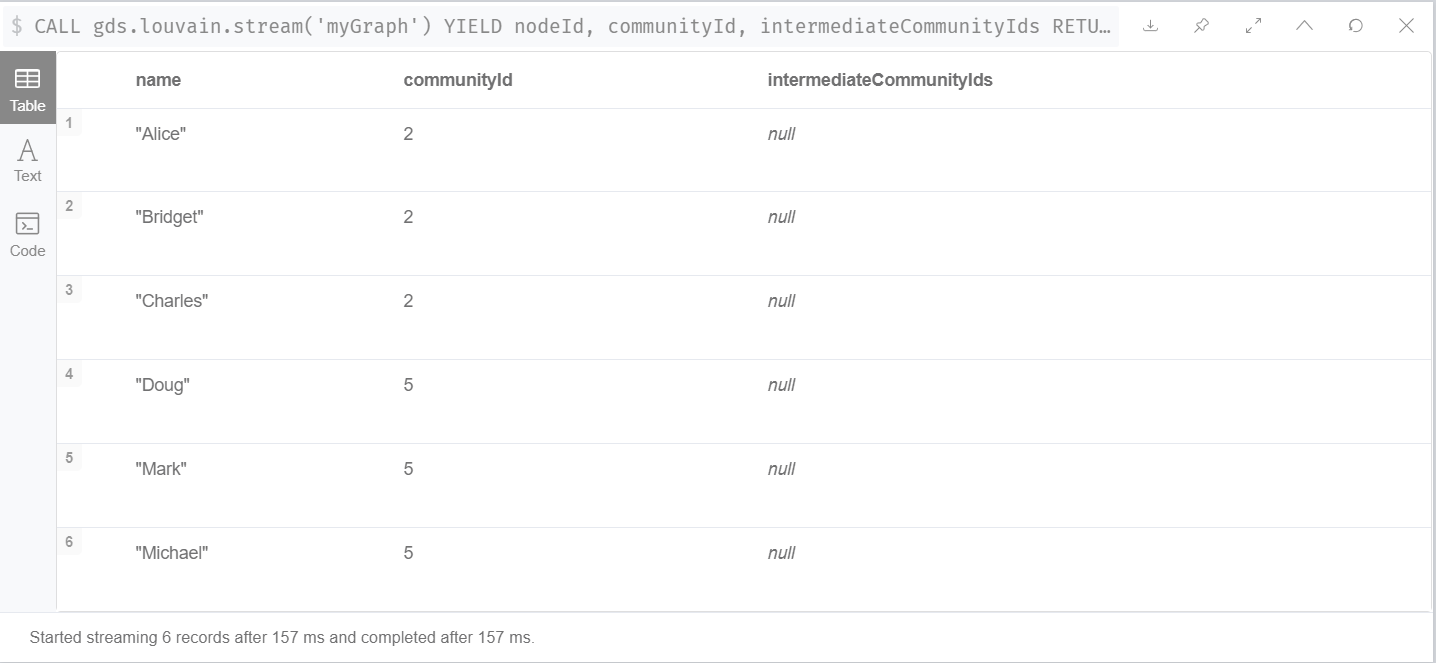 $ CALL gds.louvain.stream('myGraph') YIELD nodeId, communityId, intermediateCommunityIds RETU…
Table
Text
Code
name communityId intermediateCommunityIds
1 "Alice" 2 null
2 "Bridget" 2 null
3 "Charles" 2 null
4 "Doug" 5 null
5 "Mark" 5 null
6 "Michael" 5 null
Started streaming 6 records after 157 ms and completed after 157 ms.